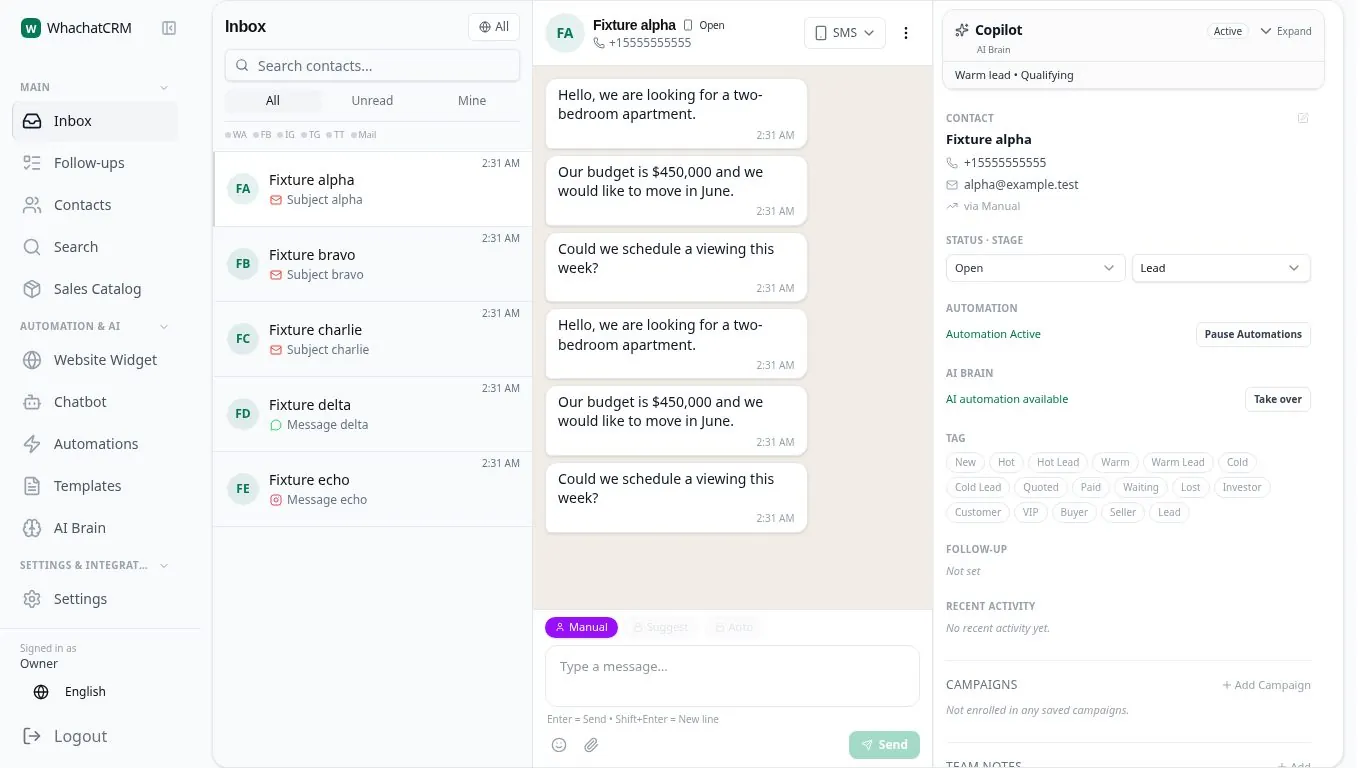 W WhachatCRM
MAIN
Inbox
Follow-ups
Contacts
Search
Sales Catalog
AUTOMATION & AI
Website Widget
Chatbot
Automations
Templates
AI Brain
SETTINGS & INTEGRAT...
Settings
Signed in as
Owner
English
Logout
Inbox
All
Search contacts...
All Unread Mine
WA FB IG TG TT Mail
2:31 AM
FA Fixture alpha
Subject alpha
2:31 AM
FB Fixture bravo
Subject bravo
2:31 AM
FC Fixture charlie
Subject charlie
2:31 AM
FD Fixture delta
Message delta
2:31 AM
FE Fixture echo
Message echo
FA Fixture alpha Open
+15555555555
SMS
Hello, we are looking for a two-
bedroom apartment.
2:31 AM
Our budget is $450,000 and we
would like to move in June.
2:31 AM
Could we schedule a viewing this
week?
2:31 AM
Hello, we are looking for a two-
bedroom apartment.
2:31 AM
Our budget is $450,000 and we
would like to move in June.
2:31 AM
Could we schedule a viewing this
week?
2:31 AM
Manual Suggest Auto
Type a message...
Enter = Send • Shift+Enter = New line
Send
Copilot Active Expand
AI Brain
Warm lead • Qualifying
CONTACT
Fixture alpha
+15555555555
alpha@example.test
via Manual
STATUS · STAGE
Open Lead
AUTOMATION
Automation Active Pause Automations
AI BRAIN
AI automation available Take over
TAG
New Hot Hot Lead Warm Warm Lead Cold
Cold Lead Quoted Paid Waiting Lost Investor
Customer VIP Buyer Seller Lead
FOLLOW-UP
Not set
RECENT ACTIVITY
No recent activity yet.
CAMPAIGNS + Add Campaign
Not enrolled in any saved campaigns.
TEAM NOTES + Add